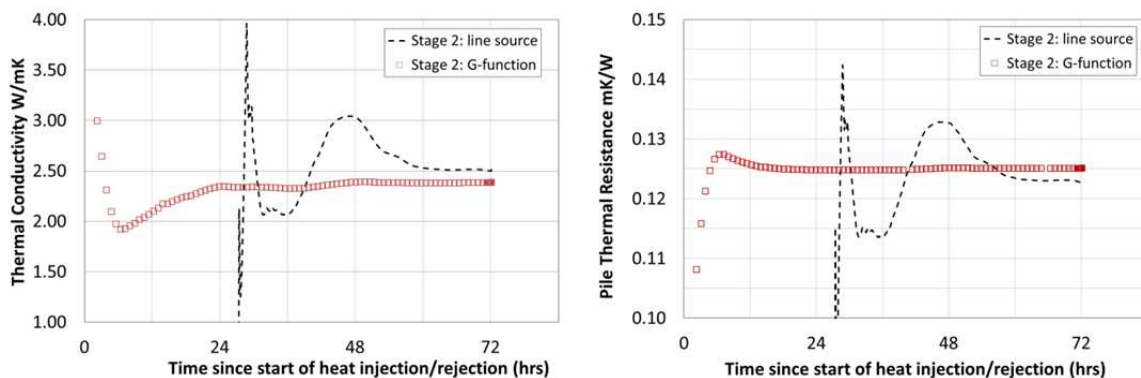 4.00
3.50
3.00
2.50
2.00
1.50
1.00
Thermal Conductivity W/mK
Stage 2: line source
Stage 2: G-function
0 24 48 72
Time since start of heat injection/rejection (hrs)
0.15
0.14
0.13
0.12
0.11
0.10
Pile Thermal Resistance mK/W
Stage 2: line source
Stage 2: G-function
0 24 48 72
Time since start of heat injection/rejection (hrs)